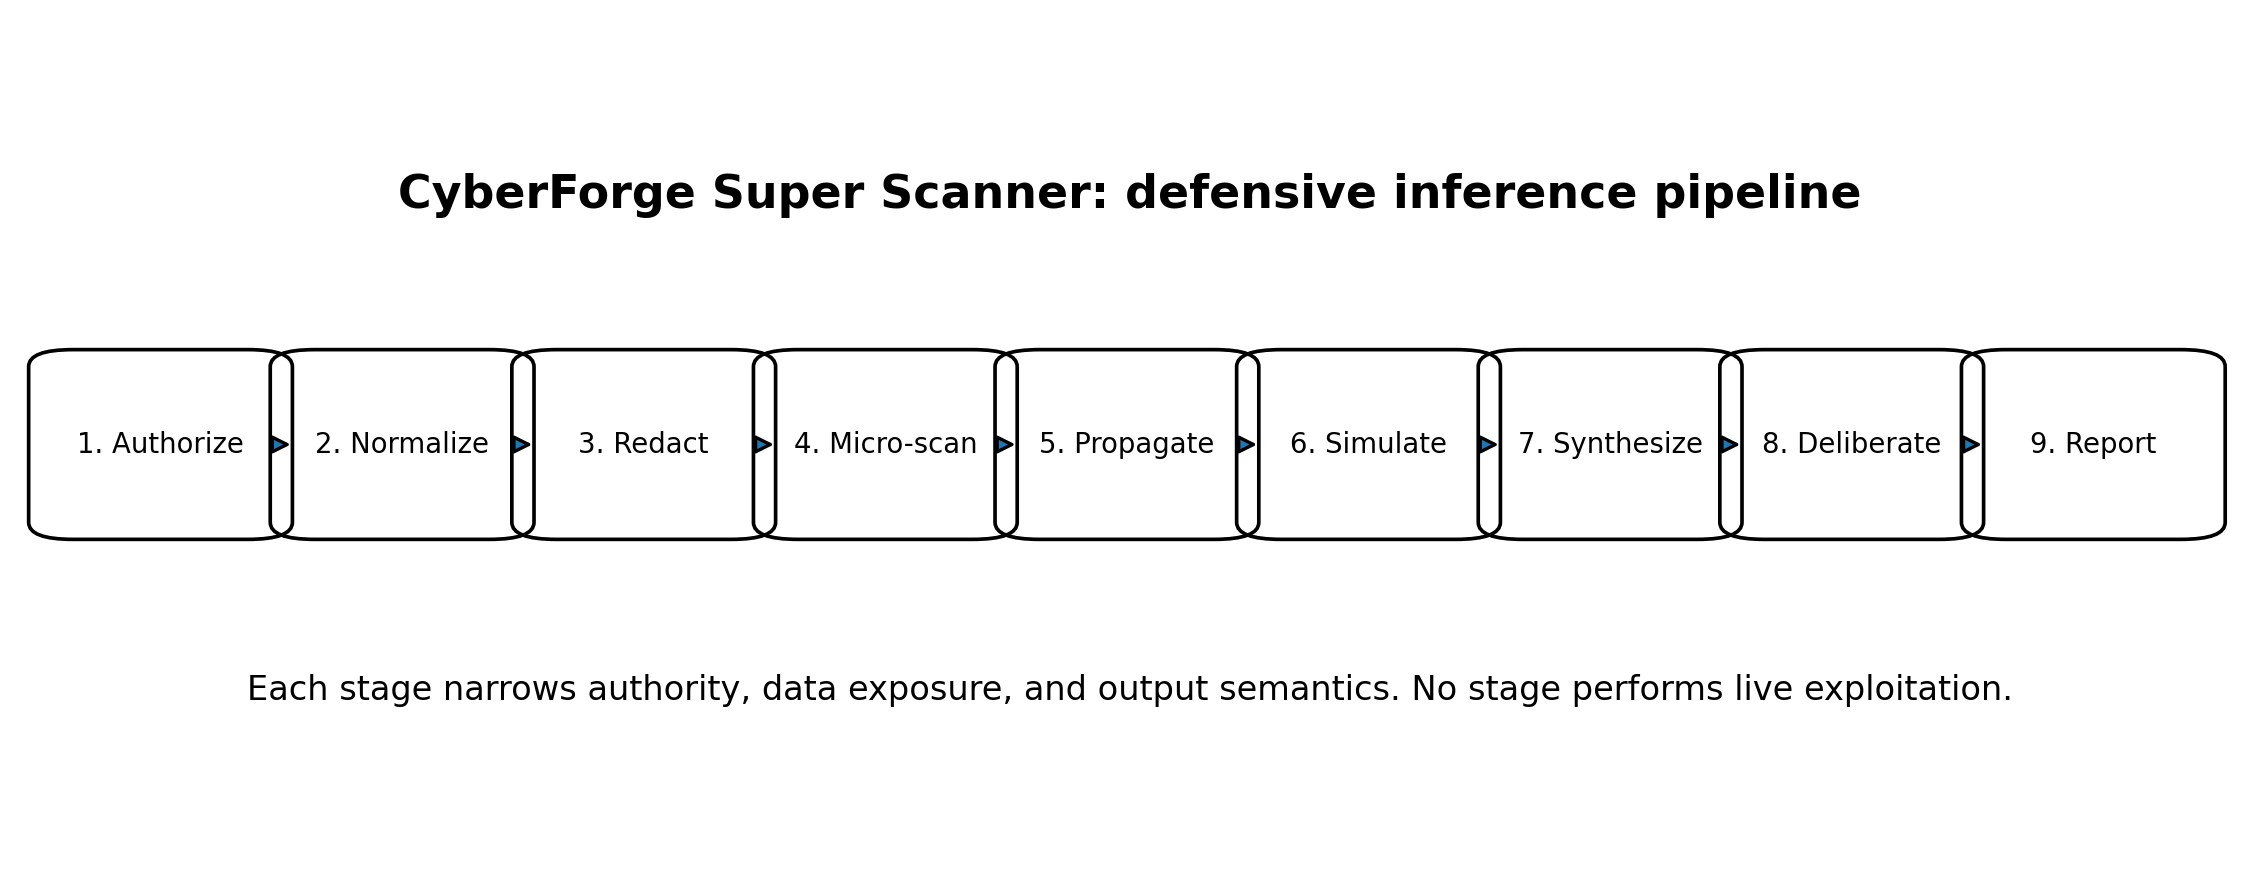 CyberForge Super Scanner: defensive inference pipeline
1. Authorize
2. Normalize
3. Redact
4. Micro-scan
5. Propagate
6. Simulate
7. Synthesize
8. Deliberate
9. Report
Each stage narrows authority, data exposure, and output semantics. No stage performs live exploitation.